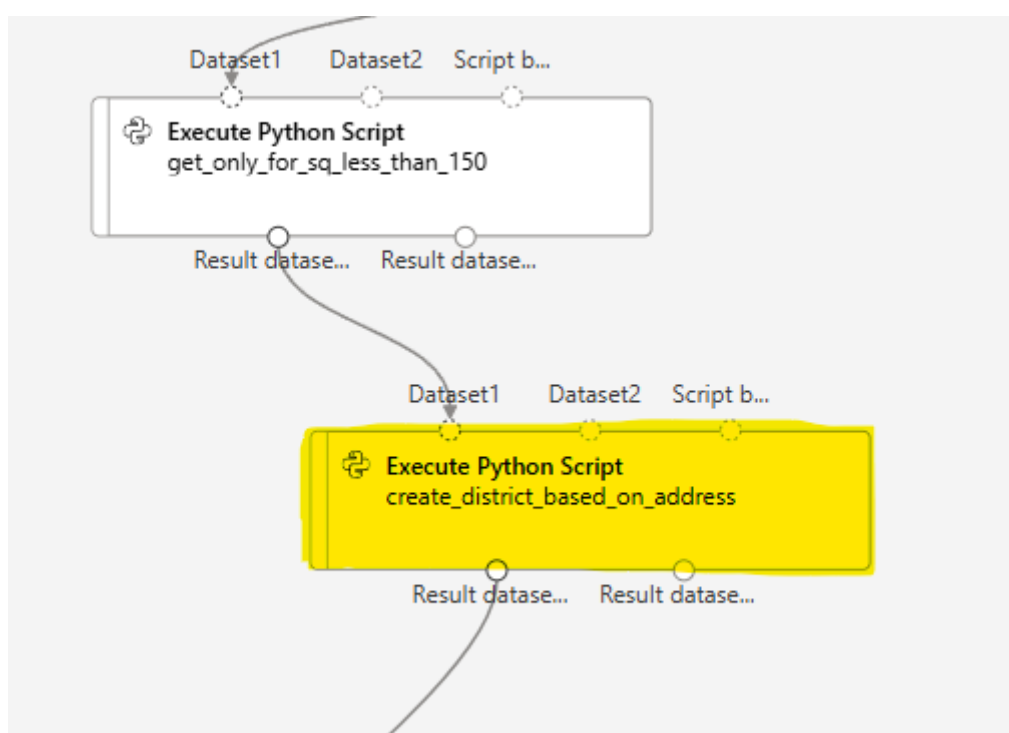 Dataset1 Dataset2 Script b...
Execute Python Script
get_only_for_sq_less_than_150
Result datase... Result datase...
Dataset1 Dataset2 Script b...
Execute Python Script
create_district_based_on_address
Result datase... Result datase...